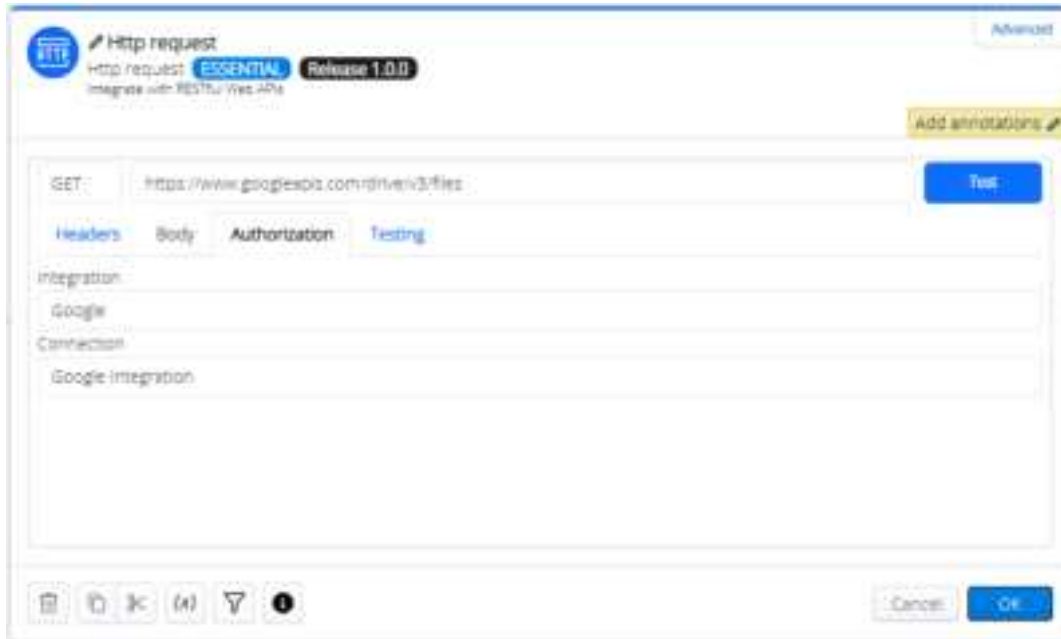 Advanced
HTTP
Http request
Http request ESSENTIAL Release 1.0.0
Integrate with RESTful Web APIs
Add annotations
GET https://www.googleapis.com/drive/v3/files Test
Headers Body Authorization Testing
Integration
Google
Connection
Google Integration
(x) Cancel OK